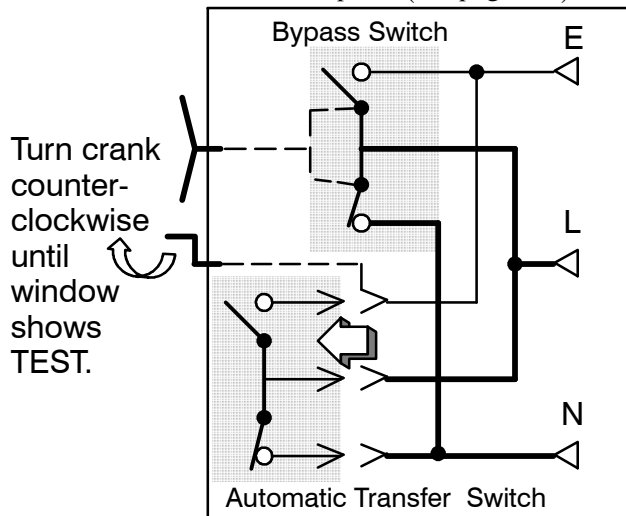 Bypass Switch
E
Turn crank
counter-
clockwise
until
window
shows
TEST.
L
N
Automatic Transfer Switch